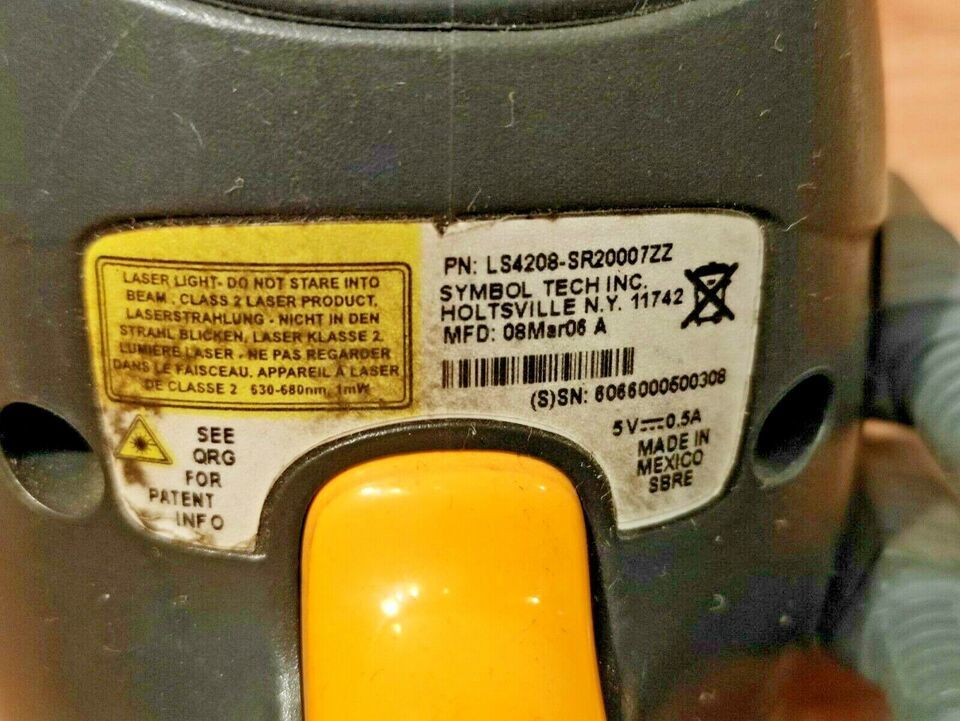 LASER LIGHT- DO NOT STARE INTO
BEAM. CLASS 2 LASER PRODUCT.
LASERSTRAHLUNG - NICHT IN DEN
STRAHL BLICKEN, LASER KLASSE 2.
LUMIERE LASER - NE PAS REGARDER
DANS LE FAISCEAU. APPAREIL À LASER
DE CLASSE 2 630-680nm, 1mW
SEE
QRG
FOR
PATENT
INFO
PN: LS4208-SR20007ZZ
SYMBOL TECH INC.
HOLTSVILLE N.Y. 11742
MFD: 08Mar06 A
(S)SN: 6066000500308
5V⎓0.5A
MADE IN
MEXICO
SBRE